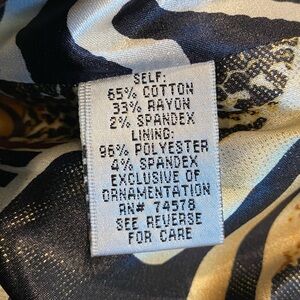 SELF:
65% COTTON
33% RAYON
2% SPANDEX
LINING:
96% POLYESTER
4% SPANDEX
EXCLUSIVE OF
ORNAMENTATION
RN# 74578
SEE REVERSE
FOR CARE